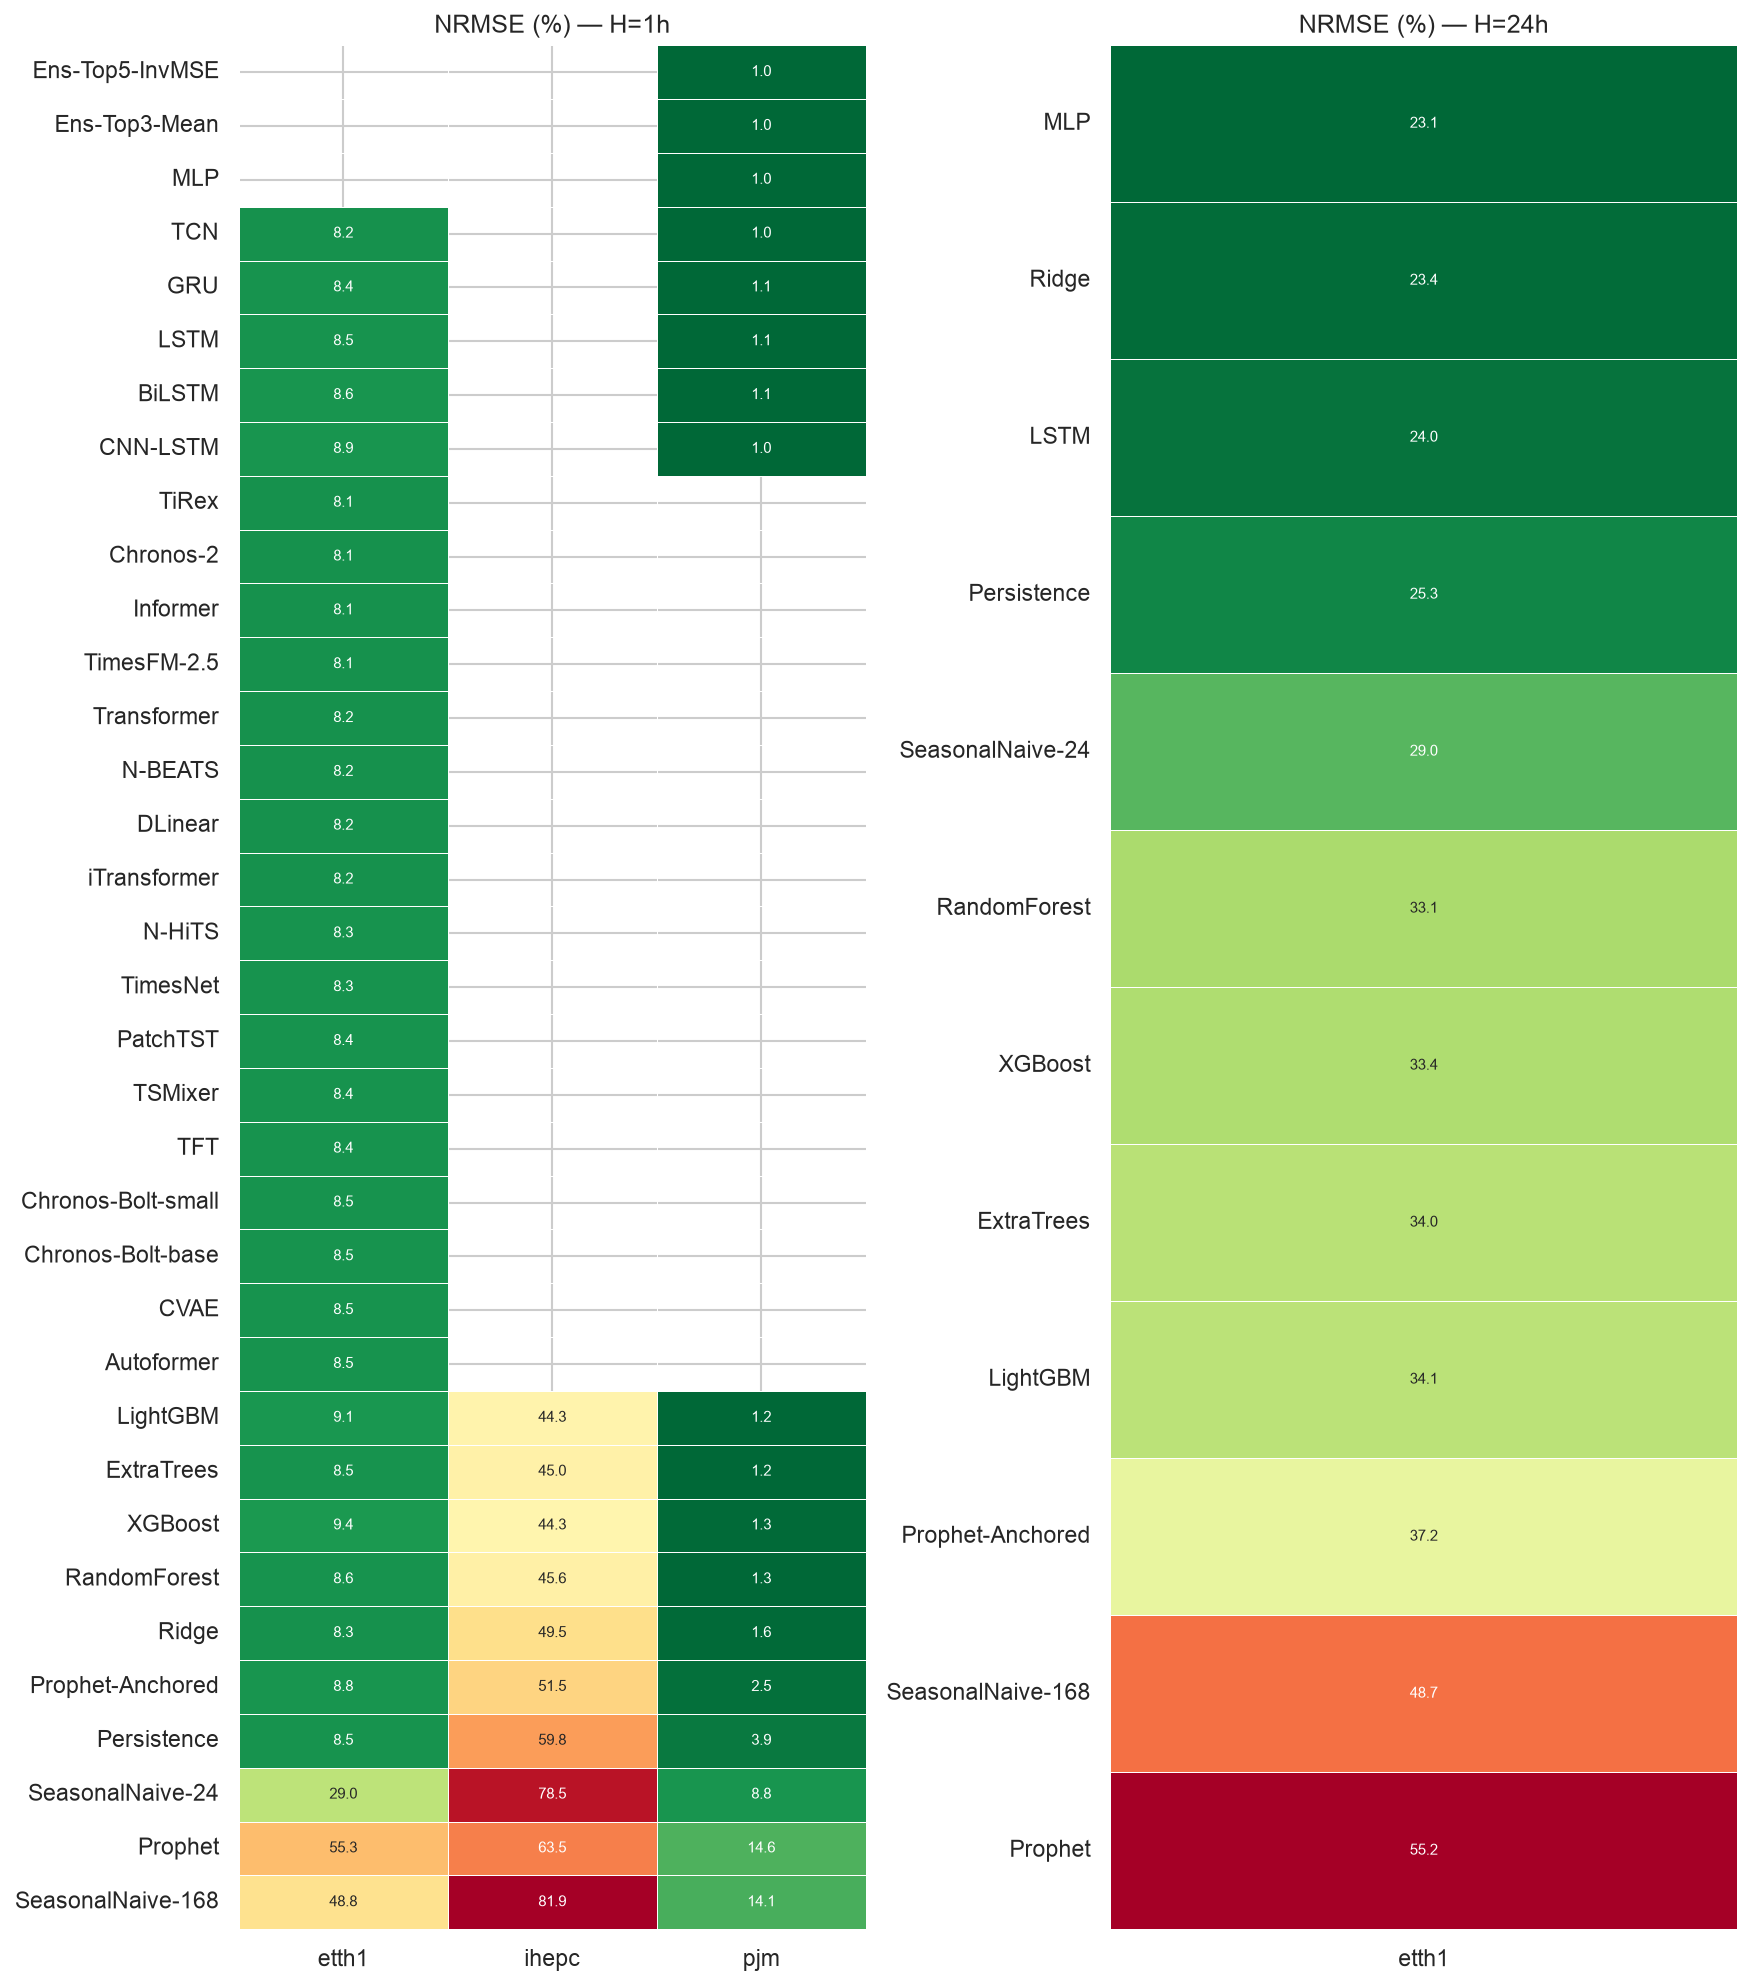 NRMSE (%) — H=1h
Ens-Top5-InvMSE 1.0
Ens-Top3-Mean 1.0
MLP 1.0
TCN 8.2 1.0
GRU 8.4 1.1
LSTM 8.5 1.1
BiLSTM 8.6 1.1
CNN-LSTM 8.9 1.0
TiRex 8.1
Chronos-2 8.1
Informer 8.1
TimesFM-2.5 8.1
Transformer 8.2
N-BEATS 8.2
DLinear 8.2
iTransformer 8.2
N-HiTS 8.3
TimesNet 8.3
PatchTST 8.4
TSMixer 8.4
TFT 8.4
Chronos-Bolt-small 8.5
Chronos-Bolt-base 8.5
CVAE 8.5
Autoformer 8.5
LightGBM 9.1 44.3 1.2
ExtraTrees 8.5 45.0 1.2
XGBoost 9.4 44.3 1.3
RandomForest 8.6 45.6 1.3
Ridge 8.3 49.5 1.6
Prophet-Anchored 8.8 51.5 2.5
Persistence 8.5 59.8 3.9
SeasonalNaive-24 29.0 78.5 8.8
Prophet 55.3 63.5 14.6
SeasonalNaive-168 48.8 81.9 14.1
etth1 ihepc pjm
NRMSE (%) — H=24h
MLP 23.1
Ridge 23.4
LSTM 24.0
Persistence 25.3
SeasonalNaive-24 29.0
RandomForest 33.1
XGBoost 33.4
ExtraTrees 34.0
LightGBM 34.1
Prophet-Anchored 37.2
SeasonalNaive-168 48.7
Prophet 55.2
etth1